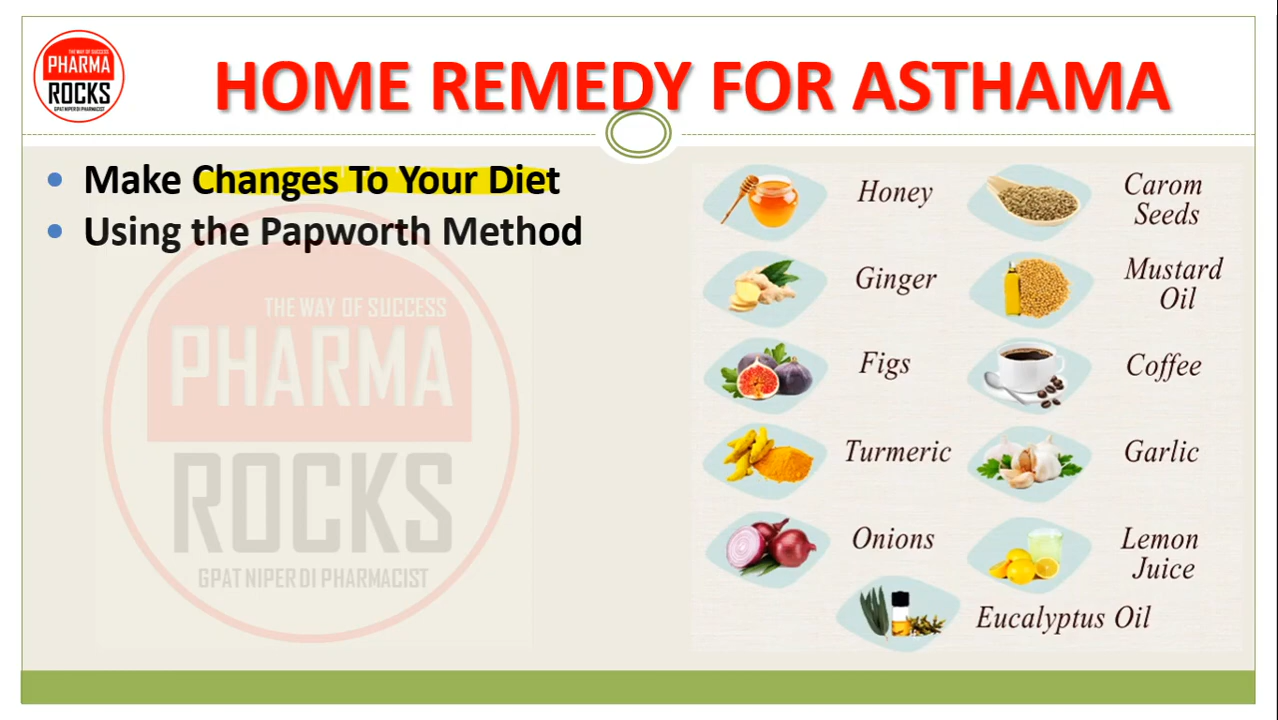 THE WAY OF SUCCESS
PHARMA
ROCKS
GPAT NIPER DI PHARMACIST
HOME REMEDY FOR ASTHAMA
• Make Changes To Your Diet
• Using the Papworth Method
THE WAY OF SUCCESS
PHARMA
ROCKS
GPAT NIPER DI PHARMACIST
Honey
Carom
Seeds
Ginger
Mustard
Oil
Figs
Coffee
Turmeric
Garlic
Onions
Lemon
Juice
Eucalyptus Oil